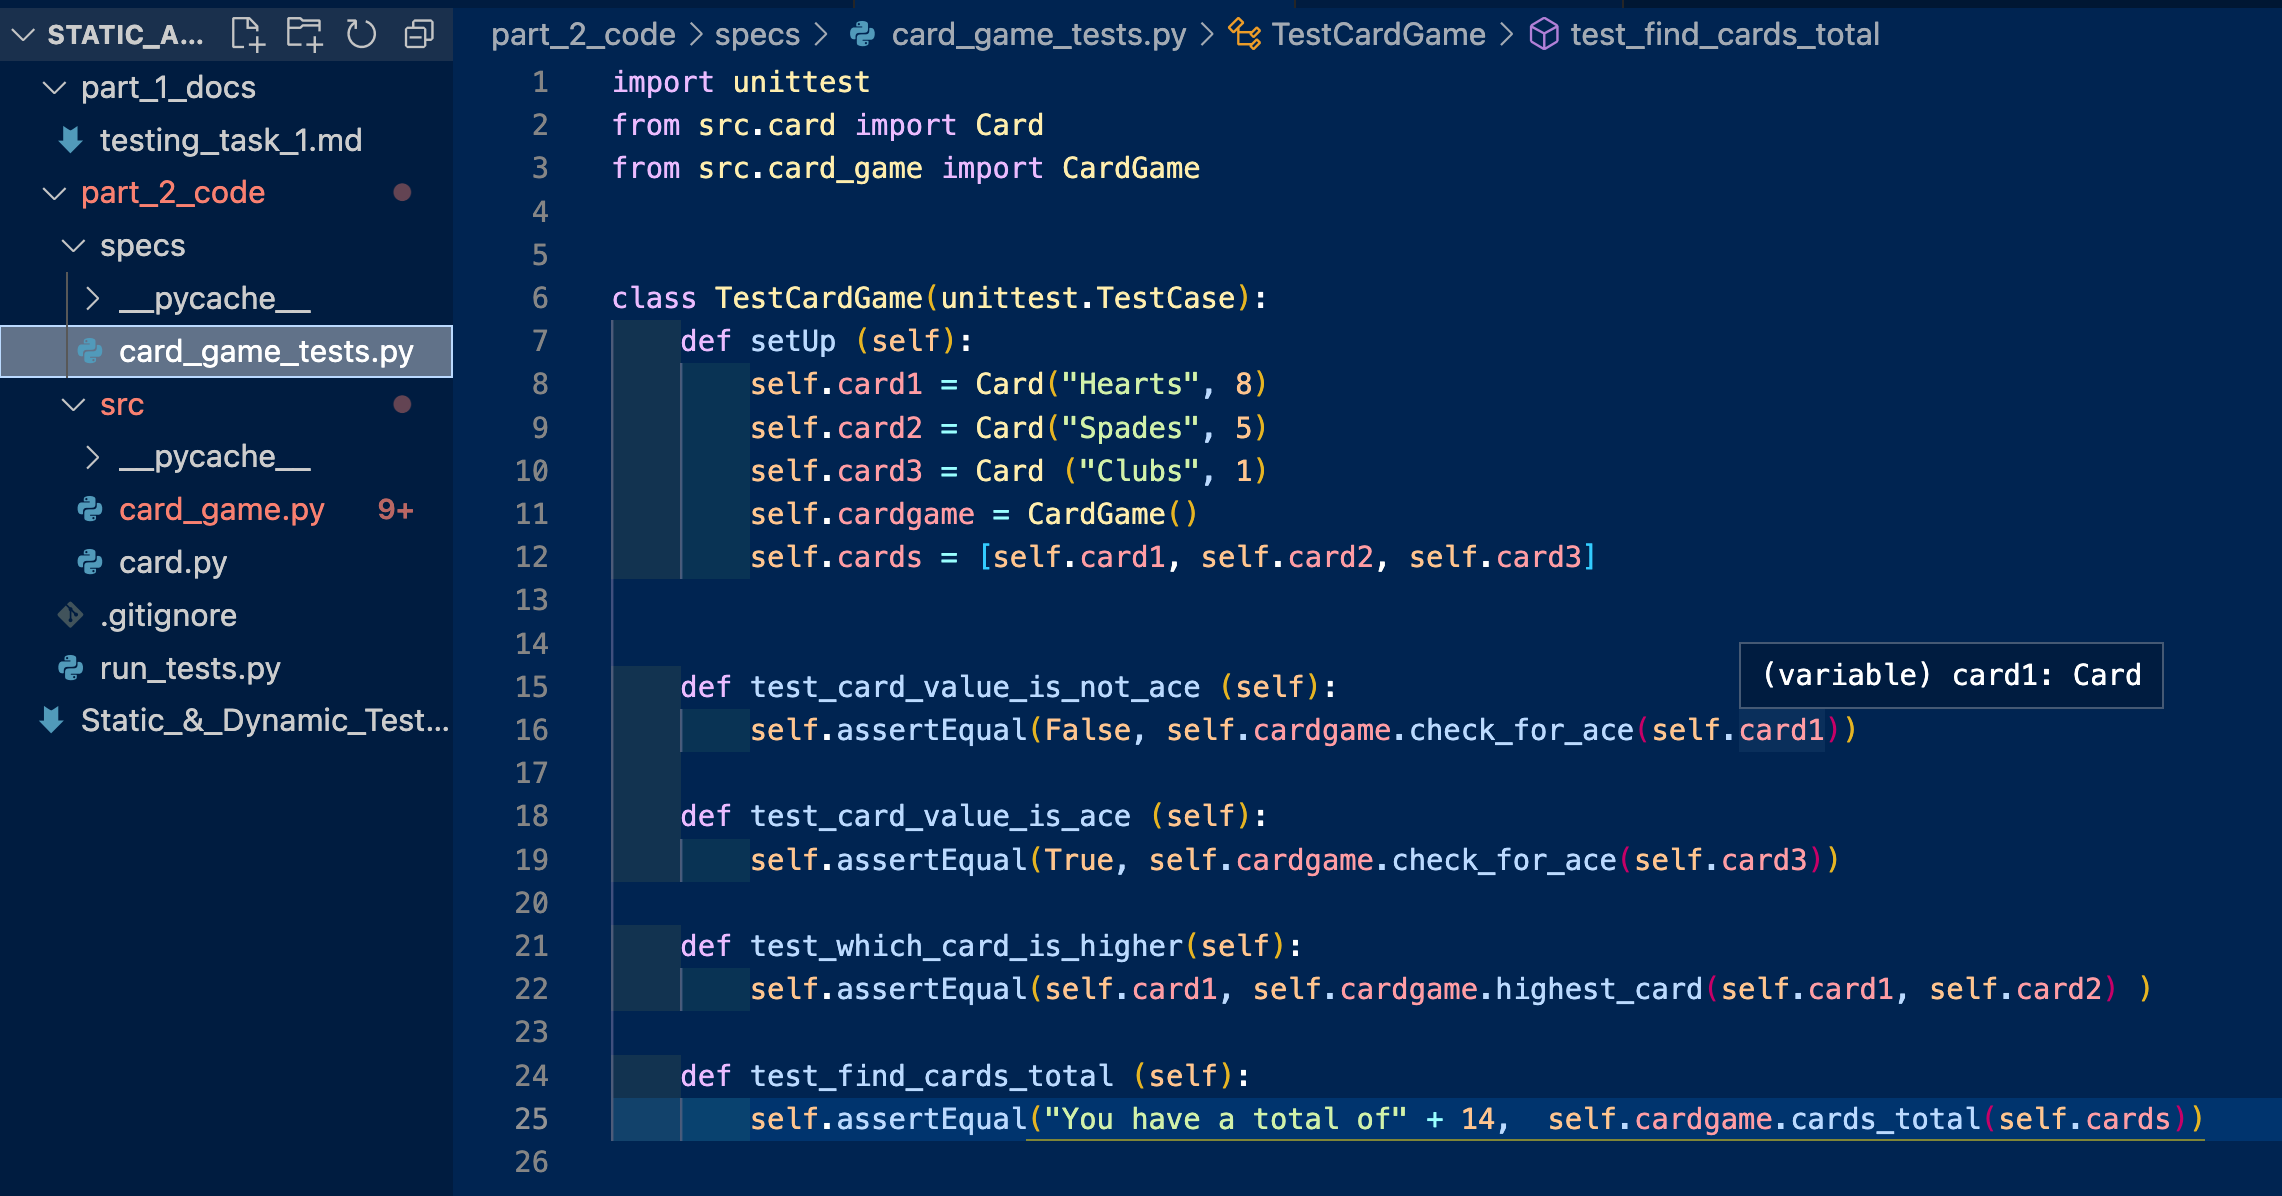 STATIC_A...
part_1_docs
testing_task_1.md
part_2_code
specs
__pycache__
card_game_tests.py
src
__pycache__
card_game.py 9+
card.py
.gitignore
run_tests.py
Static_&_Dynamic_Test...
part_2_code > specs > card_game_tests.py > TestCardGame > test_find_cards_total
1 import unittest
2 from src.card import Card
3 from src.card_game import CardGame
4
5
6 class TestCardGame(unittest.TestCase):
7 def setUp (self):
8 self.card1 = Card("Hearts", 8)
9 self.card2 = Card("Spades", 5)
10 self.card3 = Card ("Clubs", 1)
11 self.cardgame = CardGame()
12 self.cards = [self.card1, self.card2, self.card3]
13
14
(variable) card1: Card
15 def test_card_value_is_not_ace (self):
16 self.assertEqual(False, self.cardgame.check_for_ace(self.card1))
17
18 def test_card_value_is_ace (self):
19 self.assertEqual(True, self.cardgame.check_for_ace(self.card3))
20
21 def test_which_card_is_higher(self):
22 self.assertEqual(self.card1, self.cardgame.highest_card(self.card1, self.card2) )
23
24 def test_find_cards_total (self):
25 self.assertEqual("You have a total of" + 14,  self.cardgame.cards_total(self.cards))
26